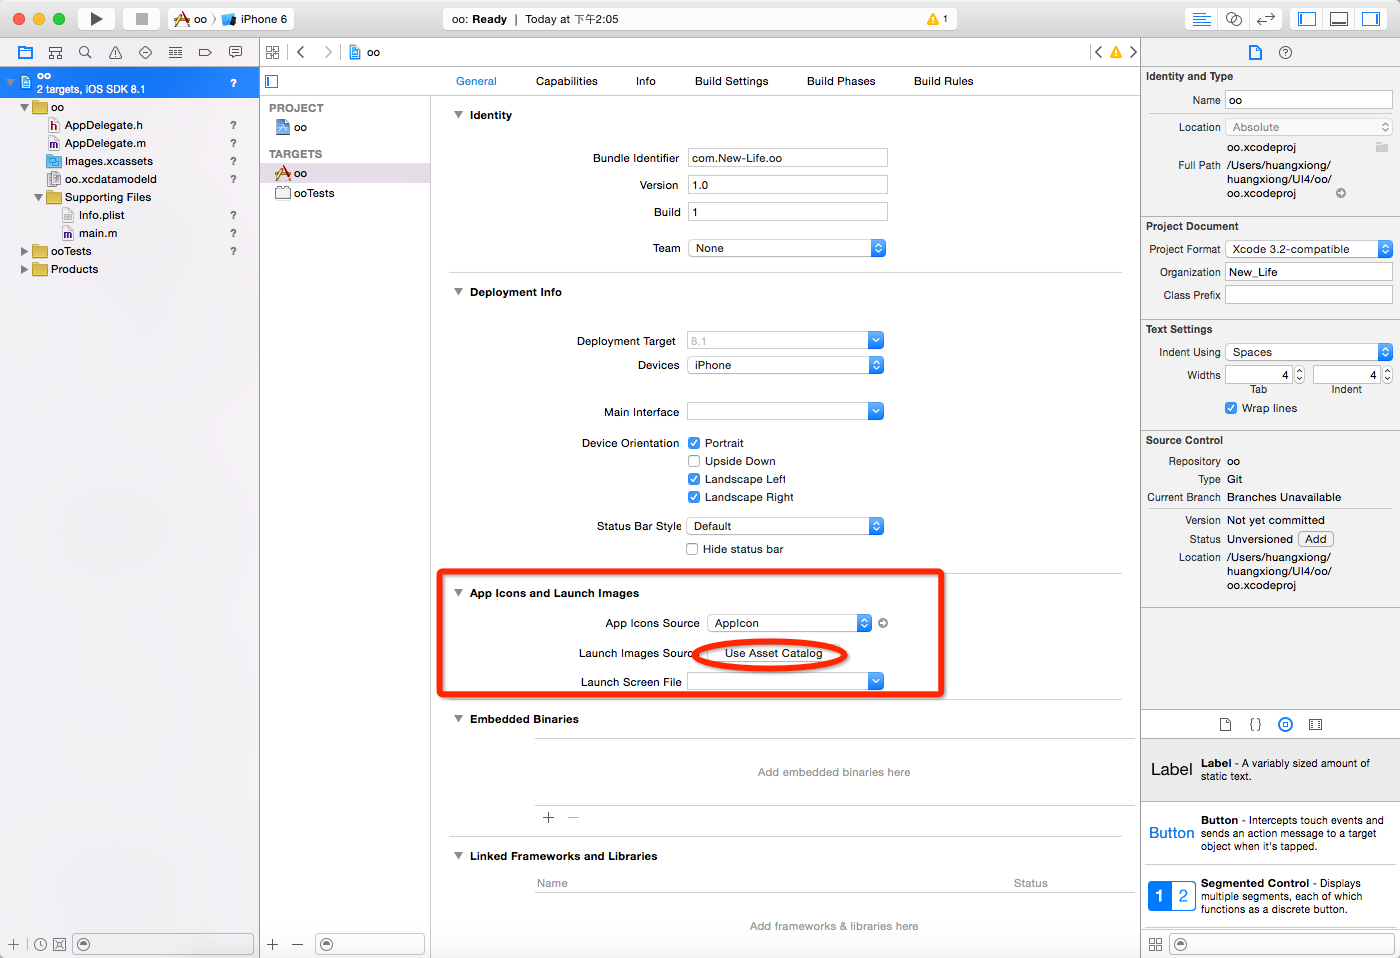 oo
iPhone 6
oo: Ready | Today at 下午2:05
1
oo
General
Capabilities
Info
Build Settings
Build Phases
Build Rules
oo
2 targets, iOS SDK 8.1
?
oo
AppDelegate.h
?
AppDelegate.m
?
Images.xcassets
?
oo.xcdatamodeld
?
Supporting Files
Info.plist
?
main.m
?
ooTests
?
Products
PROJECT
oo
TARGETS
oo
ooTests
Identity
Bundle Identifier com.New-Life.oo
Version 1.0
Build 1
Team None
Deployment Info
Deployment Target 8.1
Devices iPhone
Main Interface
Device Orientation Portrait
Upside Down
Landscape Left
Landscape Right
Status Bar Style Default
Hide status bar
App Icons and Launch Images
App Icons Source AppIcon
Launch Images Source Use Asset Catalog
Launch Screen File
Embedded Binaries
Add embedded binaries here
Linked Frameworks and Libraries
Name Status
Add frameworks & libraries here
Identity and Type
Name oo
Location Absolute
oo.xcodeproj
Full Path /Users/huangxiong/
huangxiong/UI4/oo/
oo.xcodeproj
Project Document
Project Format Xcode 3.2-compatible
Organization New_Life
Class Prefix
Text Settings
Indent Using Spaces
Widths 4 4
Tab Indent
Wrap lines
Source Control
Repository oo
Type Git
Current Branch Branches Unavailable
Version Not yet committed
Status Unversioned Add
Location /Users/huangxiong/
huangxiong/UI4/oo/
oo.xcodeproj
Label Label - A variably sized amount of
static text.
Button Button - Intercepts touch events and
sends an action message to a target
object when it's tapped.
1 2 Segmented Control - Displays
multiple segments, each of which
functions as a discrete button.